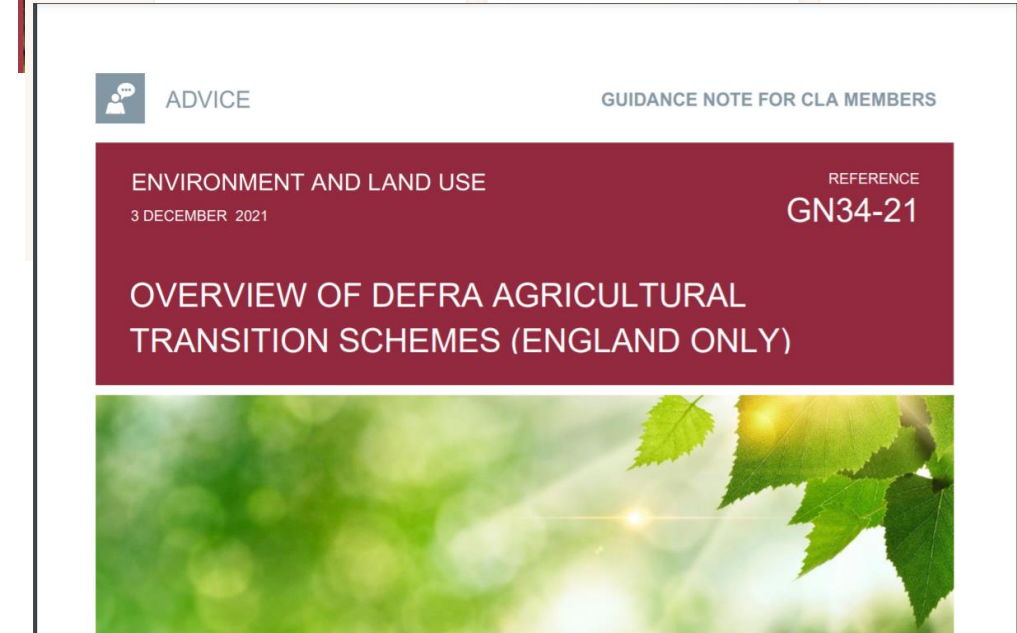 ADVICE
GUIDANCE NOTE FOR CLA MEMBERS
ENVIRONMENT AND LAND USE
3 DECEMBER 2021
REFERENCE
GN34-21
OVERVIEW OF DEFRA AGRICULTURAL
TRANSITION SCHEMES (ENGLAND ONLY)